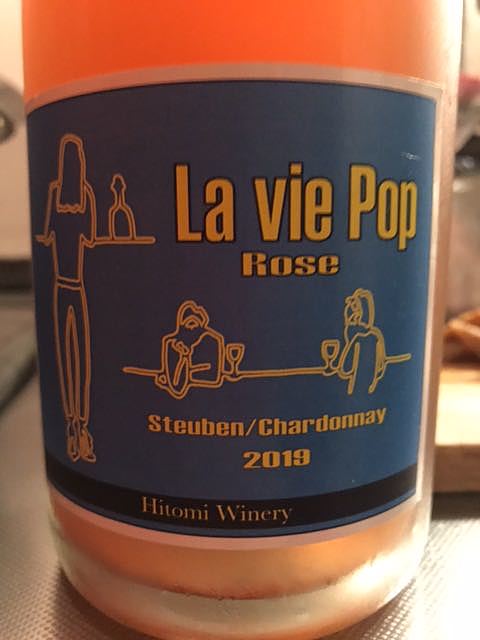 La vie Pop
Rose
Steuben/Chardonnay
2019
Hitomi Winery